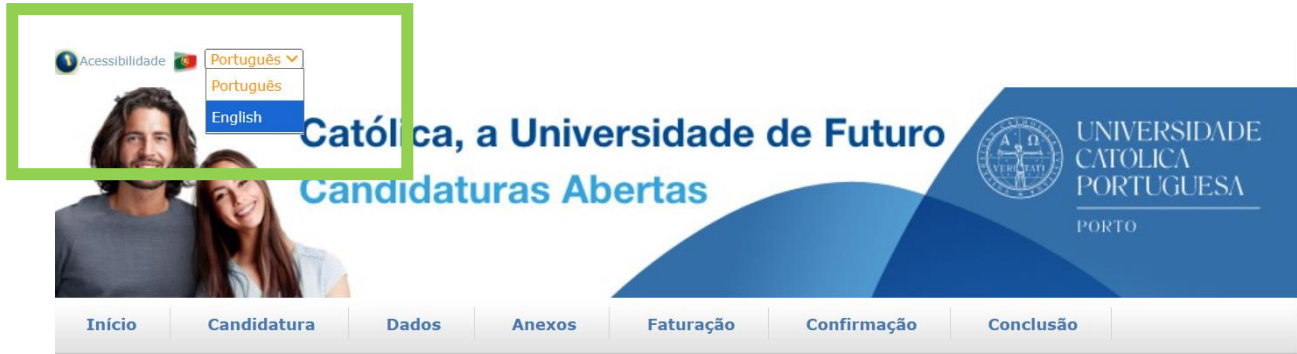 Acessibilidade Português
Português
English
Católica, a Universidade de Futuro
Candidaturas Abertas
UNIVERSIDADE
CATÓLICA
PORTUGUESA
PORTO
Início Candidatura Dados Anexos Faturação Confirmação Conclusão